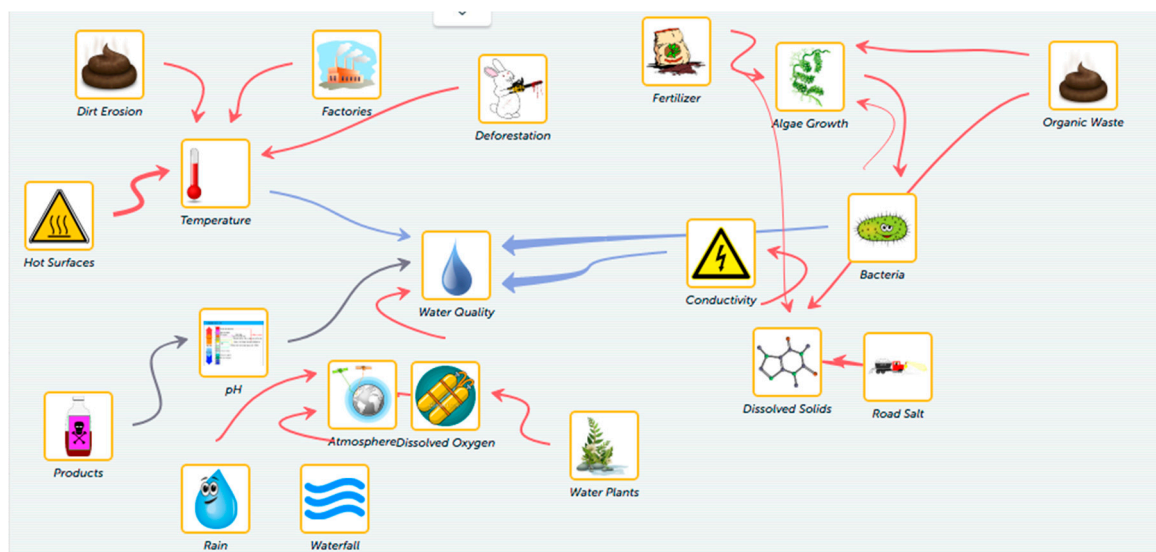 Dirt Erosion
Factories
Deforestation
Fertilizer
Algae Growth
Organic Waste
Temperature
Hot Surfaces
Water Quality
Conductivity
Bacteria
pH
Dissolved Solids
Road Salt
Atmosphere
Dissolved Oxygen
Products
Water Plants
Rain
Waterfall